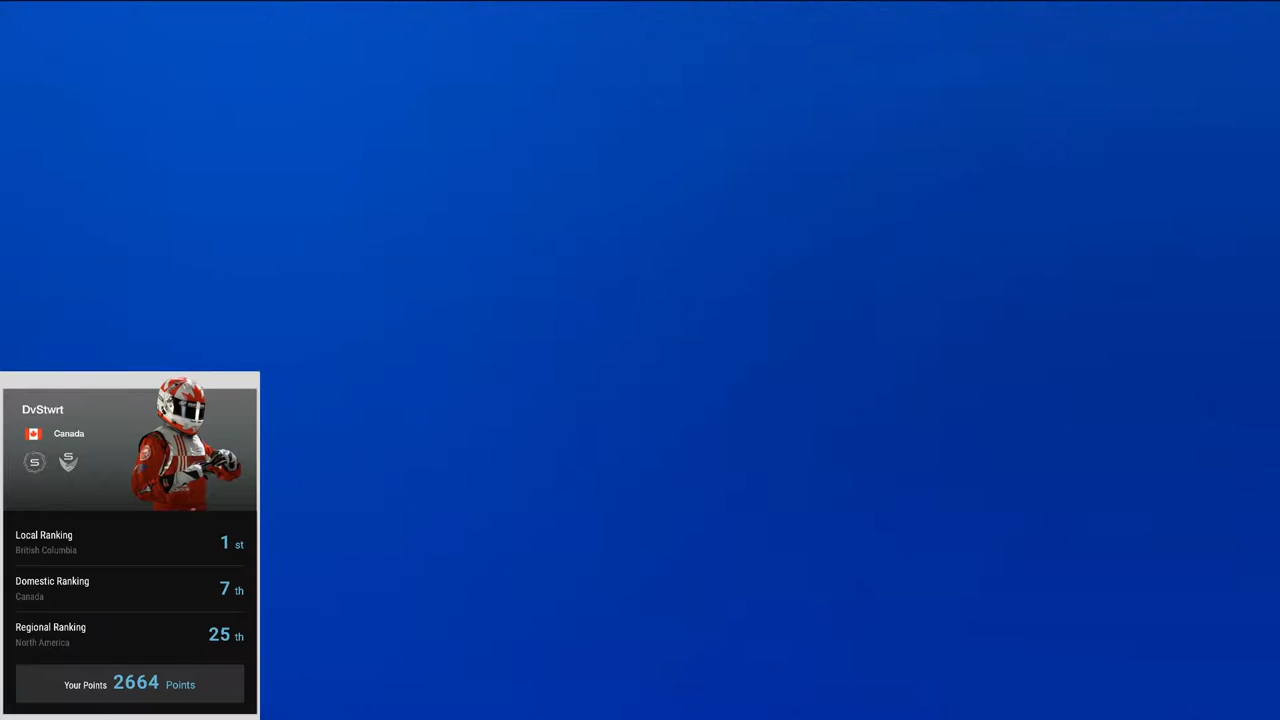 DvStwrt
Canada
S S
Local Ranking
British Columbia
1 st
Domestic Ranking
Canada
7 th
Regional Ranking
North America
25 th
Your Points 2664 Points